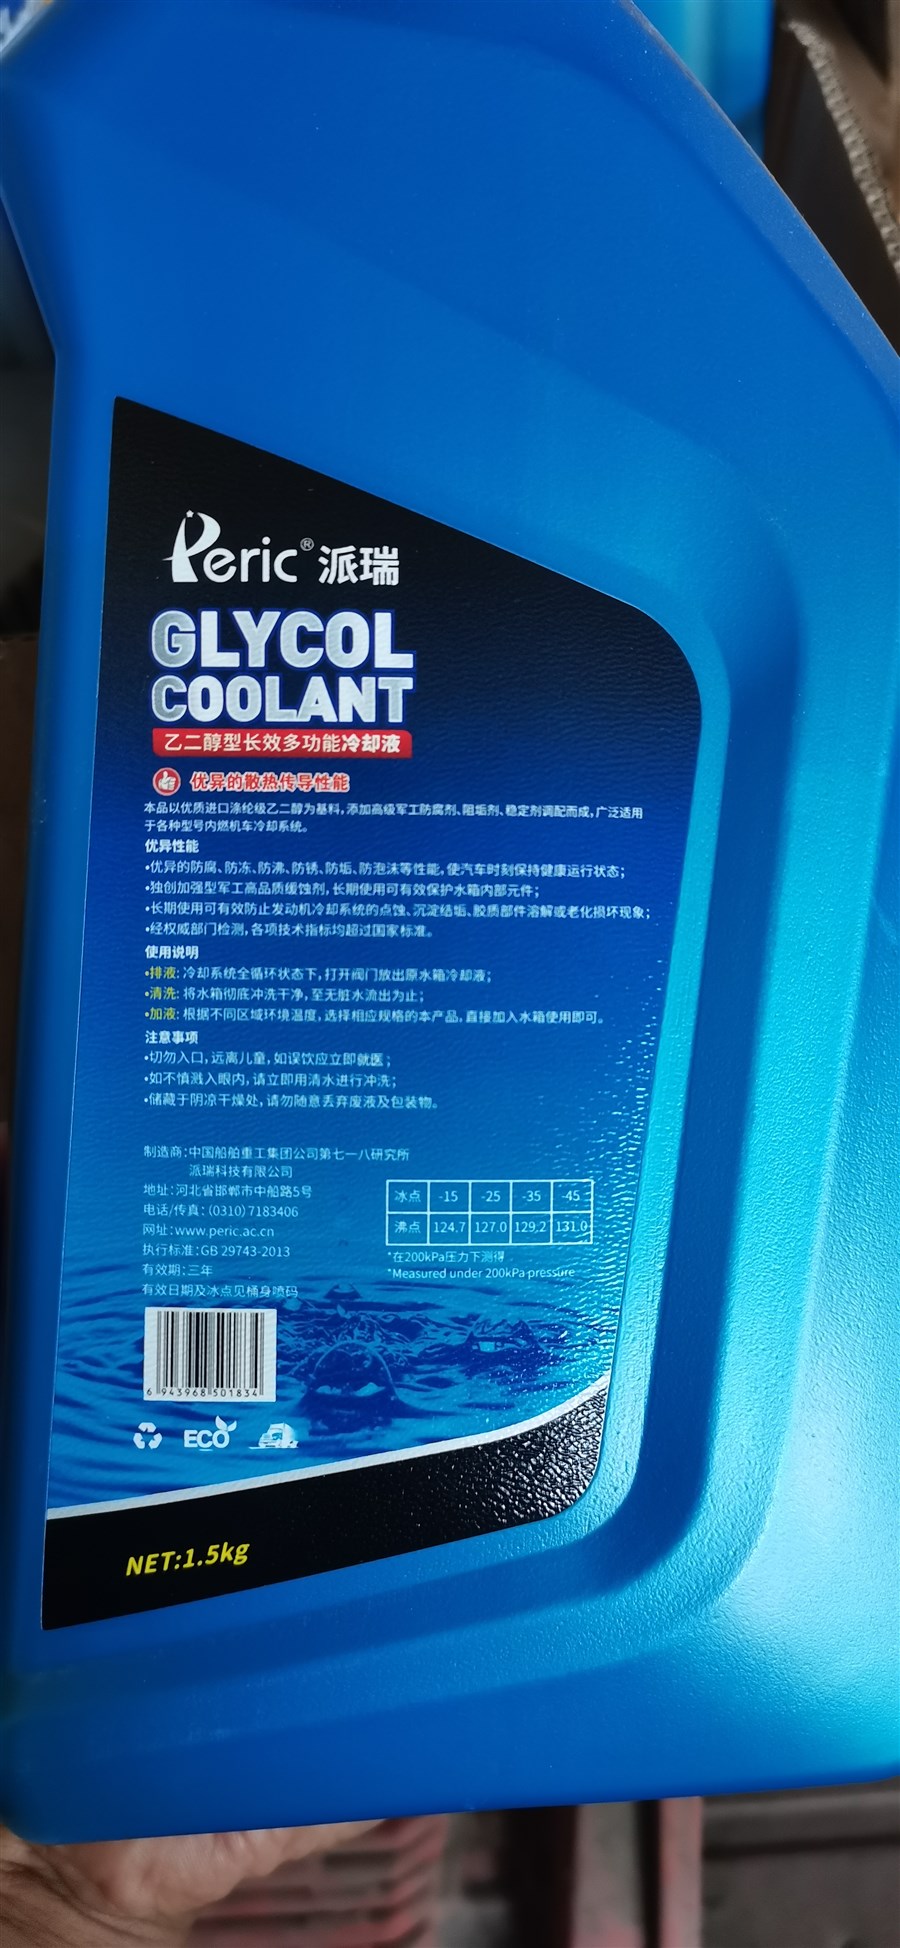 Peric® 派瑞
GLYCOL
COOLANT
乙二醇型长效多功能冷却液
优异的散热传导性能
本品以优质进口涤纶级乙二醇为基料,添加高级军工防腐剂、阻垢剂、稳定剂调配而成,广泛适用
于各种型号内燃机车冷却系统。
优异性能
•优异的防腐、防冻、防沸、防锈、防垢、防泡沫等性能,使汽车时刻保持健康运行状态;
•独创加强型军工高品质缓蚀剂,长期使用可有效保护水箱内部元件;
•长期使用可有效防止发动机冷却系统的点蚀、沉淀结垢、胶质部件溶解或老化损坏现象;
•经权威部门检测,各项技术指标均超过国家标准。
使用说明
•排液: 冷却系统全循环状态下,打开阀门放出原水箱冷却液;
•清洗: 将水箱彻底冲洗干净,至无脏水流出为止;
•加液: 根据不同区域环境温度,选择相应规格的本产品,直接加入水箱使用即可。
注意事项
•切勿入口,远离儿童,如误饮应立即就医;
•如不慎溅入眼内,请立即用清水进行冲洗;
•储藏于阴凉干燥处,请勿随意丢弃废液及包装物。
制造商:中国船舶重工集团公司第七一八研究所
派瑞科技有限公司
地址:河北省邯郸市中船路5号
电话/传真:(0310)7183406
网址:www.peric.ac.cn
执行标准:GB 29743-2013
有效期:三年
有效日期及冰点见桶身喷码
冰点 -15 -25 -35 -45
沸点 124.7 127.0 129.2 131.0
*在200kPa压力下测得
*Measured under 200kPa pressure
6 943968 501834
ECO
NET:1.5kg